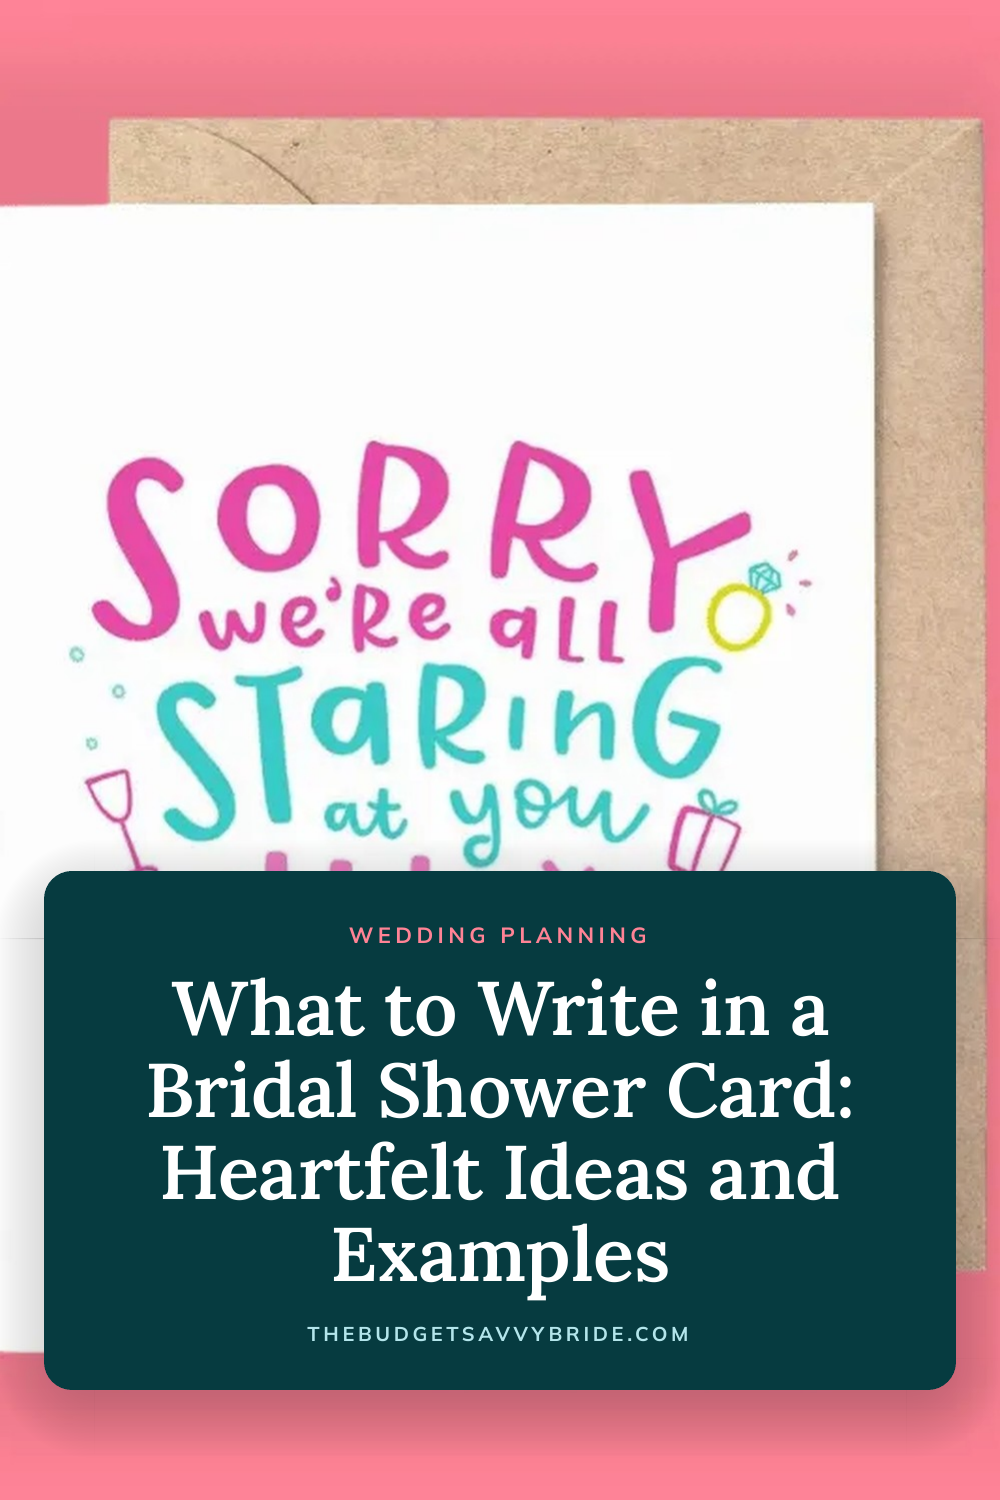 SORRY
we're all
STaRInG
at you
WEDDING PLANNING
What to Write in a
Bridal Shower Card:
Heartfelt Ideas and
Examples
THEBUDGETSAVVYBRIDE.COM